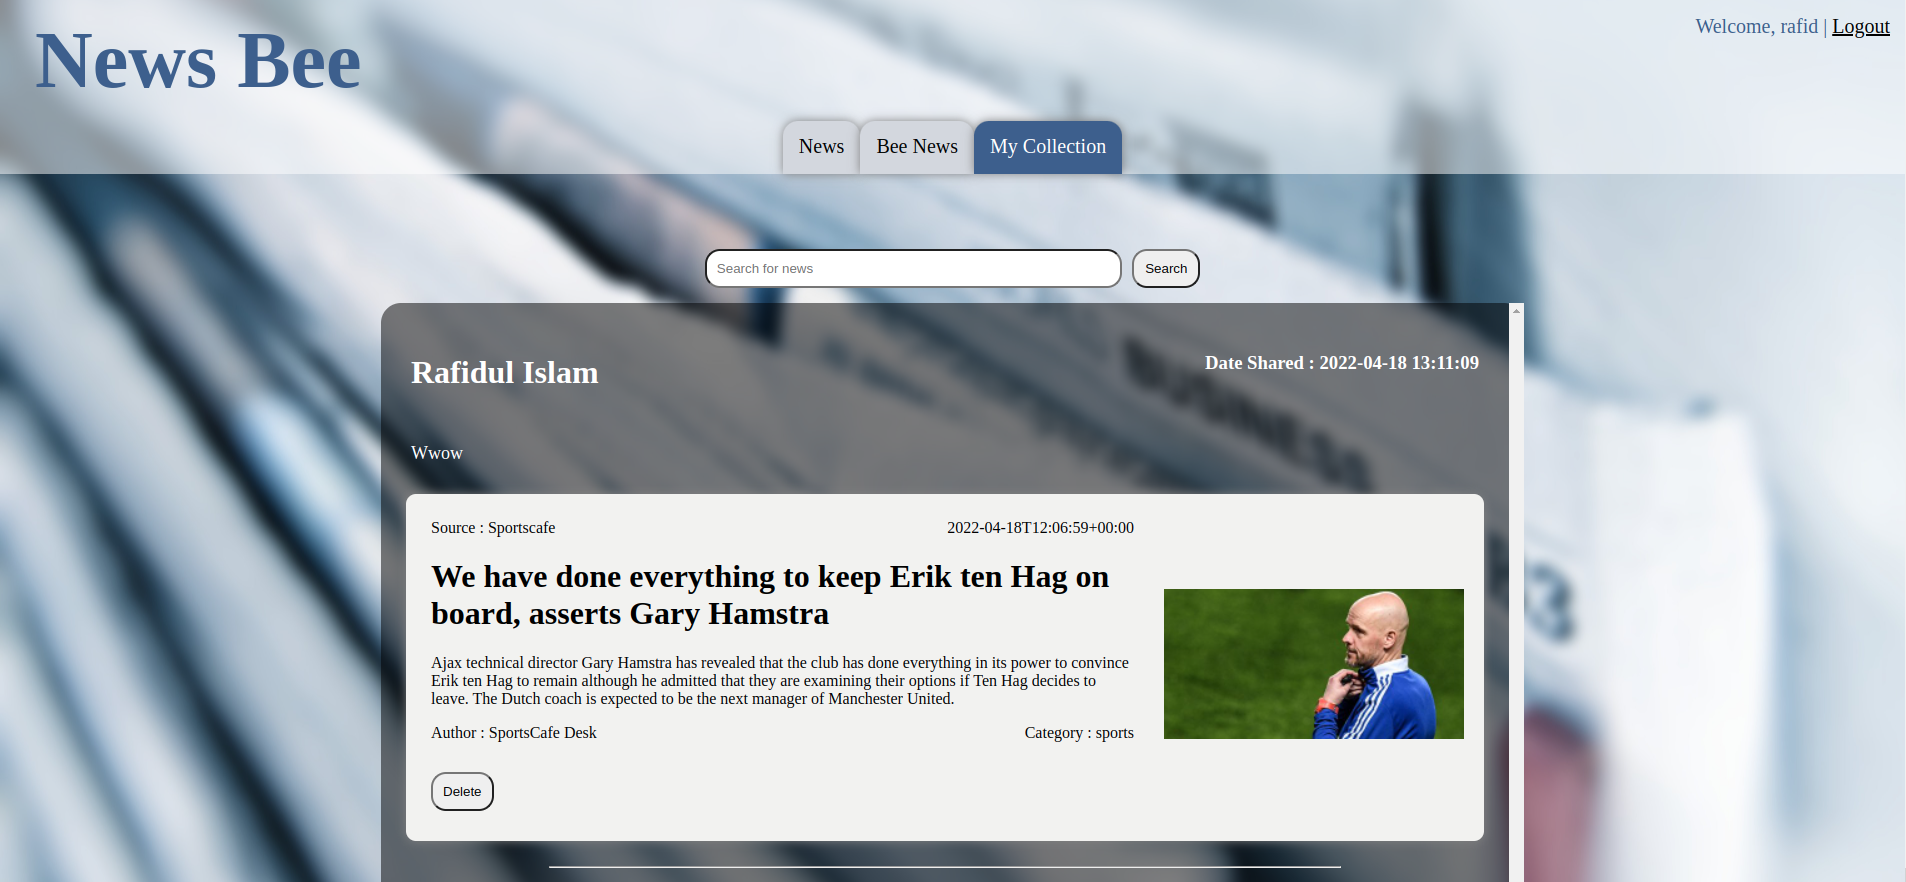 News Bee
Welcome, rafid | Logout
News
Bee News
My Collection
Search for news
Search
Rafidul Islam
Date Shared : 2022-04-18 13:11:09
BUSINESS
Wwow
Source : Sportscafe
2022-04-18T12:06:59+00:00
We have done everything to keep Erik ten Hag on
board, asserts Gary Hamstra
Ajax technical director Gary Hamstra has revealed that the club has done everything in its power to convince
Erik ten Hag to remain although he admitted that they are examining their options if Ten Hag decides to
leave. The Dutch coach is expected to be the next manager of Manchester United.
Author : SportsCafe Desk
Category : sports
Delete